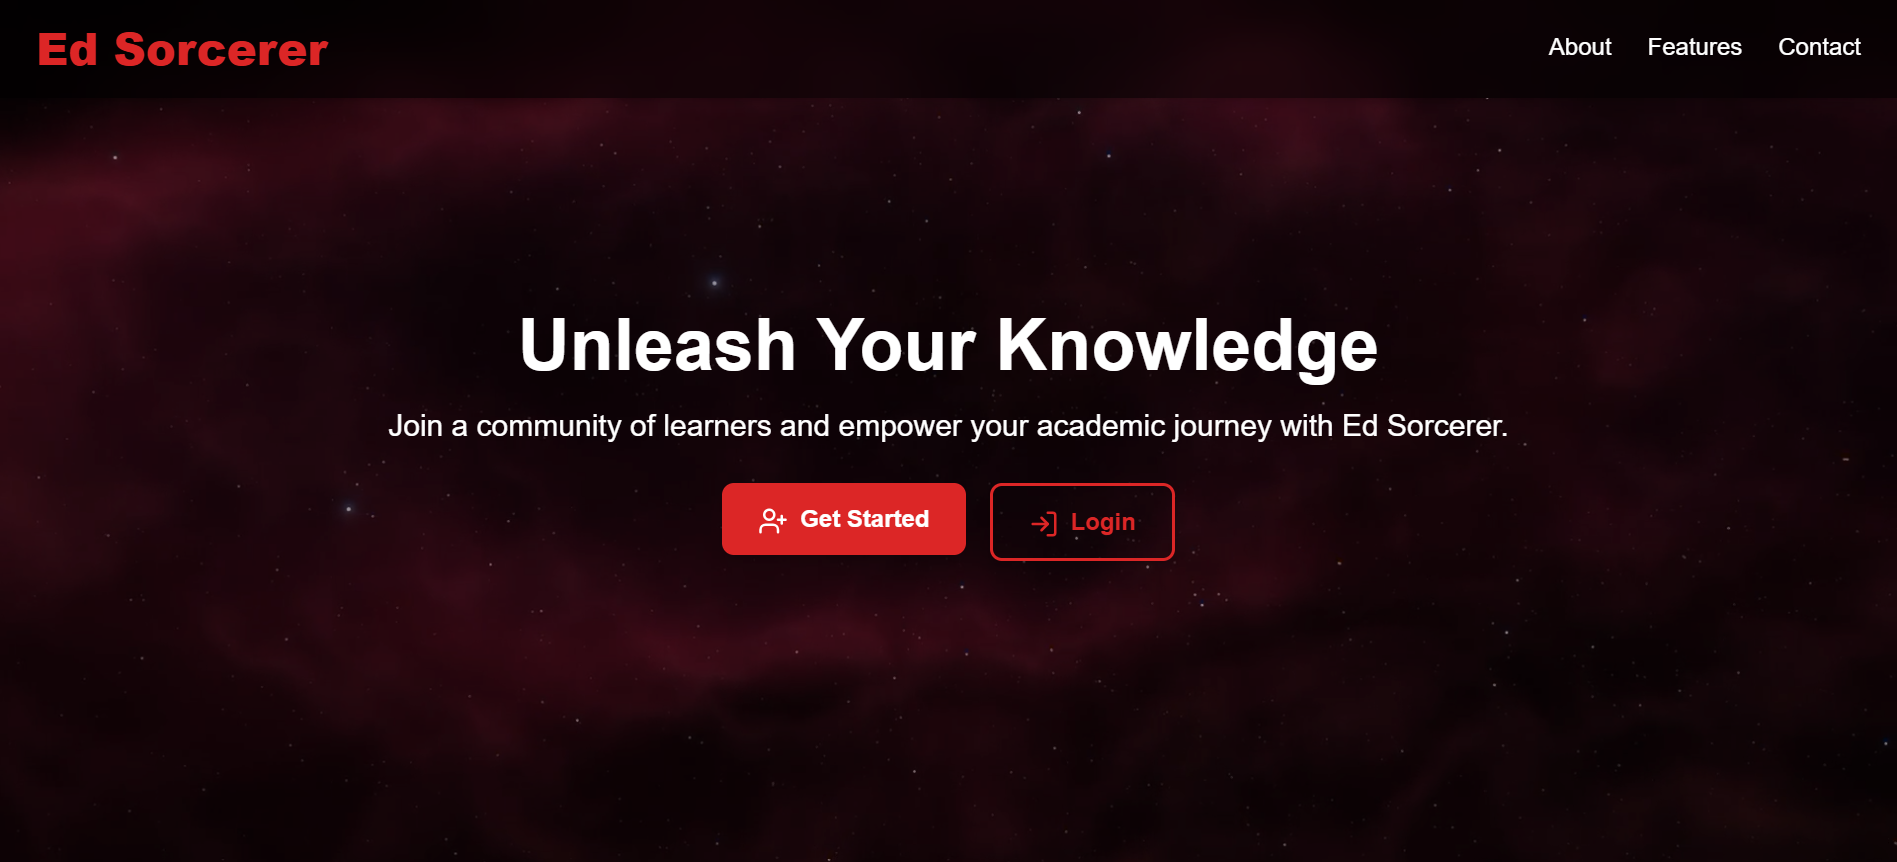 Ed Sorcerer
About Features Contact
Unleash Your Knowledge
Join a community of learners and empower your academic journey with Ed Sorcerer.
Get Started
Login